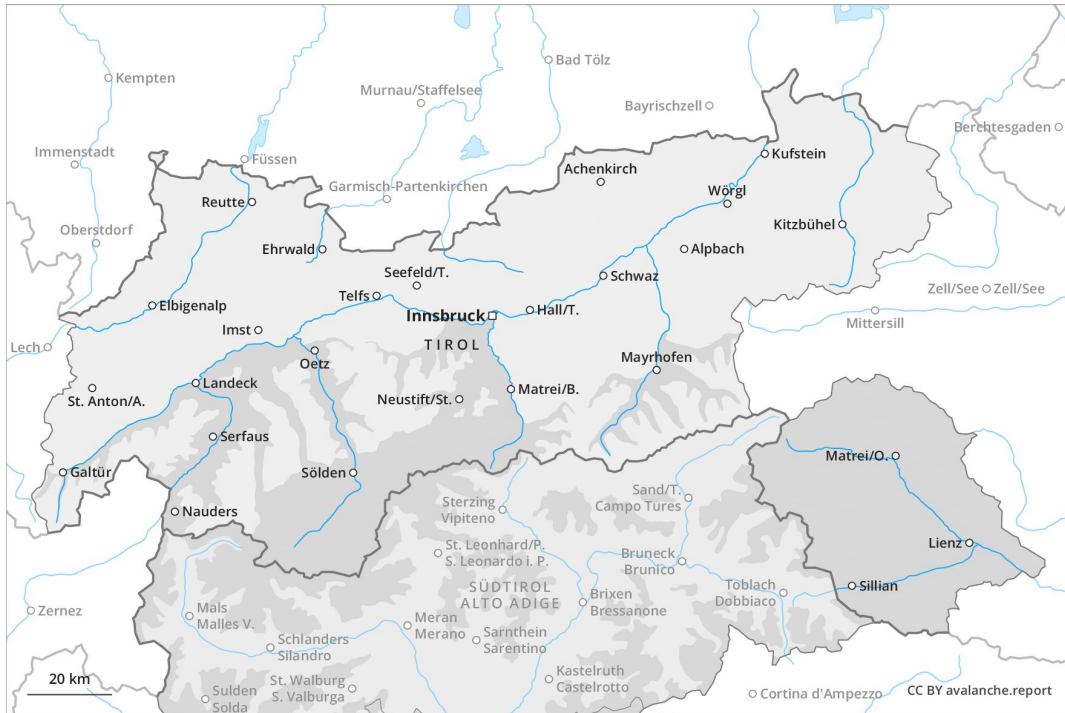 Kempten
Bad Tölz
Murnau/Staffelsee
Bayrischzell
Berchtesgaden
Immenstadt
Füssen
Kufstein
Achenkirch
Garmisch-Partenkirchen
Wörgl
Reutte
Oberstdorf
Kitzbühel
Ehrwald
Alpbach
Seefeld/T.
Schwaz
Zell/See
Zell/See
Telfs
Elbigenalp
Innsbruck
Hall/T.
Mittersill
Imst
TIROL
Lech
Mayrhofen
Oetz
Landeck
Matrei/B.
St. Anton/A.
Neustift/St.
Serfaus
Matrei/O.
Galtür
Sölden
Sand/T.
Campo Tures
Sterzing
Vipiteno
Nauders
Lienz
St. Leonhard/P.
S. Leonardo i. P.
Bruneck
Brunico
SÜDTIROL
ALTO ADIGE
Toblach
Dobbiaco
Sillian
Brixen
Bressanone
Zernez
Mals
Malles V.
Meran
Merano
Sarnthein
Sarentino
Schlanders
Silandro
Kastelruth
Castelrotto
20 km
St. Walburg
S. Valburga
Sulden
Solda
Cortina d'Ampezzo
CC BY avalanche.report